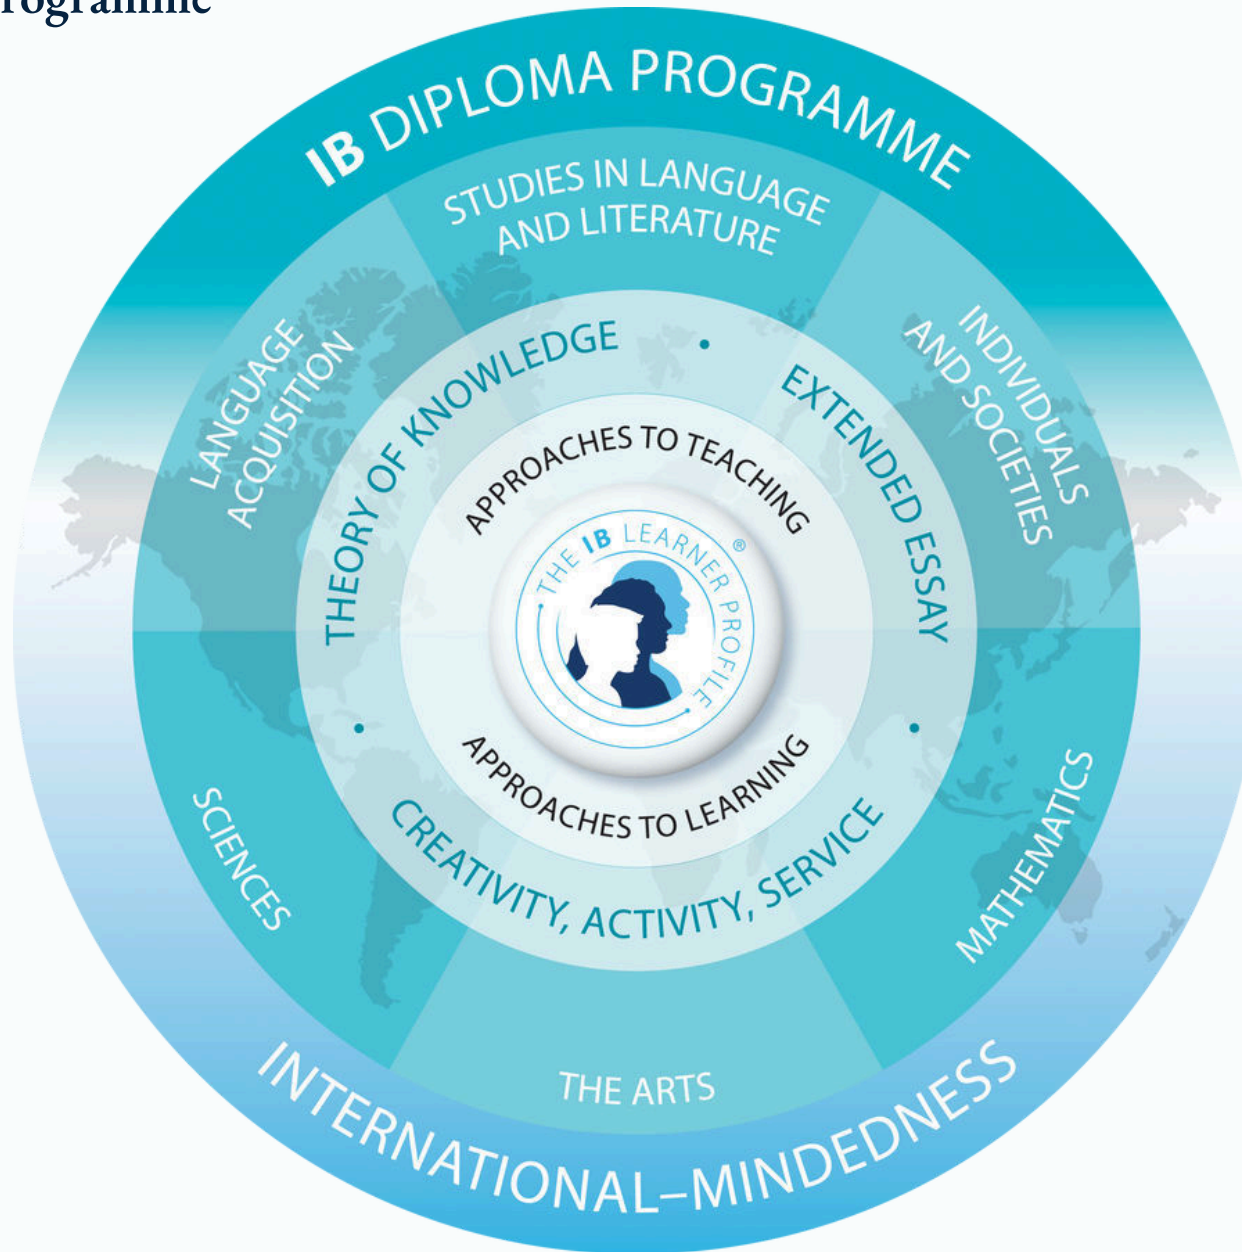 IB DIPLOMA PROGRAMME
STUDIES IN LANGUAGE
AND LITERATURE
LANGUAGE
ACQUISITION
INDIVIDUALS
AND SOCIETIES
THEORY OF KNOWLEDGE
•
EXTENDED ESSAY
APPROACHES TO TEACHING
THE IB LEARNER PROFILE ®
APPROACHES TO LEARNING
•
•
CREATIVITY, ACTIVITY, SERVICE
SCIENCES
MATHEMATICS
THE ARTS
INTERNATIONAL–MINDEDNESS